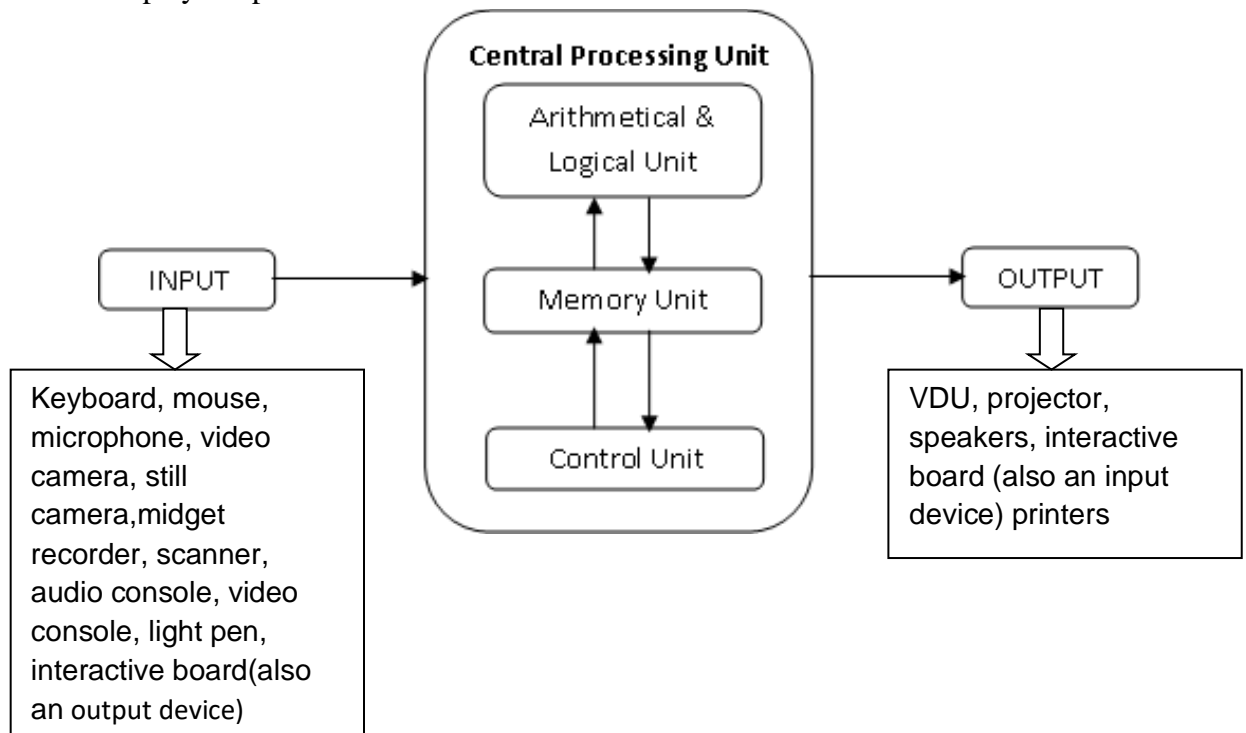 Central Processing Unit
Arithmetical &
Logical Unit
INPUT
Memory Unit
OUTPUT
Control Unit
Keyboard, mouse,
microphone, video
camera, still
camera,midget
recorder, scanner,
audio console, video
console, light pen,
interactive board(also
an output device)
VDU, projector,
speakers, interactive
board (also an input
device) printers